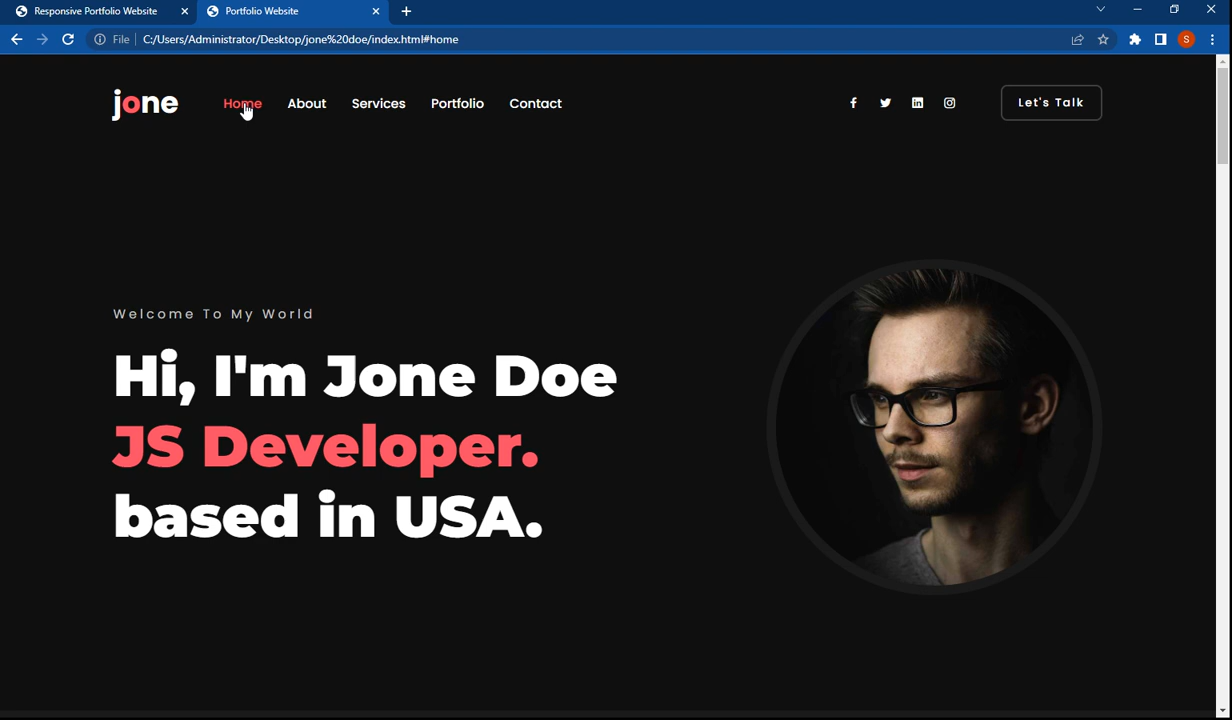 Responsive Portfolio Website
Portfolio Website
File
C:/Users/Administrator/Desktop/jone%20doe/index.html#home
S
jone
Home
About
Services
Portfolio
Contact
Let's Talk
Welcome To My World
Hi, I'm Jone Doe
JS Developer.
based in USA.